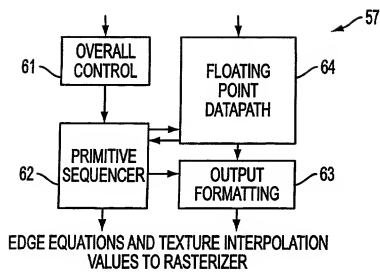 57
61
OVERALL
CONTROL
FLOATING
POINT
DATAPATH
64
62
PRIMITIVE
SEQUENCER
OUTPUT
FORMATTING
63
EDGE EQUATIONS AND TEXTURE INTERPOLATION
VALUES TO RASTERIZER